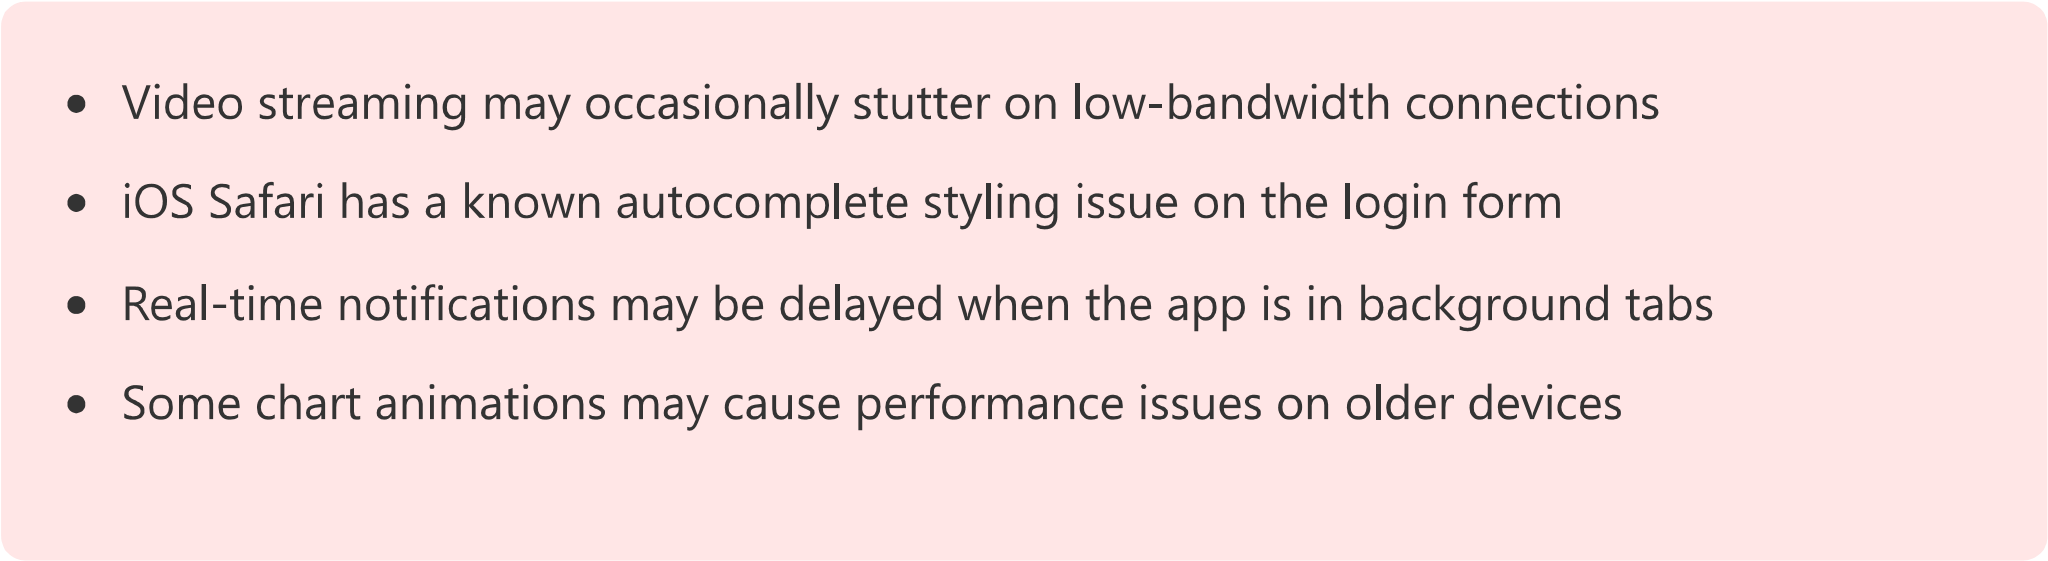 • Video streaming may occasionally stutter on low-bandwidth connections
• iOS Safari has a known autocomplete styling issue on the login form
• Real-time notifications may be delayed when the app is in background tabs
• Some chart animations may cause performance issues on older devices